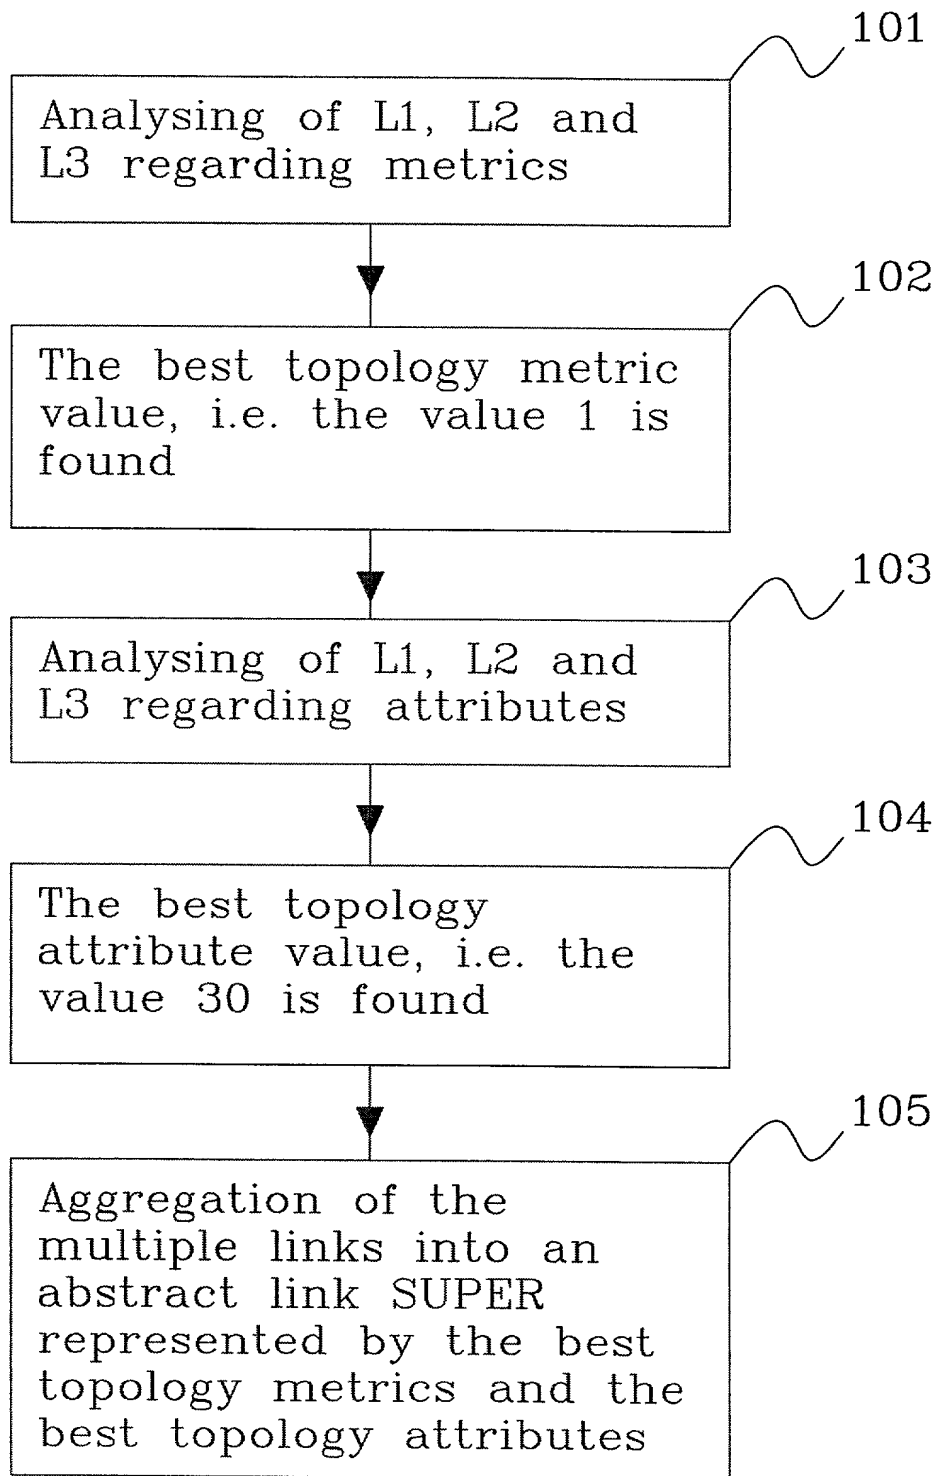 101
Analysing of L1, L2 and
L3 regarding metrics
102
The best topology metric
value, i.e. the value 1 is
found
103
Analysing of L1, L2 and
L3 regarding attributes
104
The best topology
attribute value, i.e. the
value 30 is found
105
Aggregation of the
multiple links into an
abstract link SUPER
represented by the best
topology metrics and the
best topology attributes